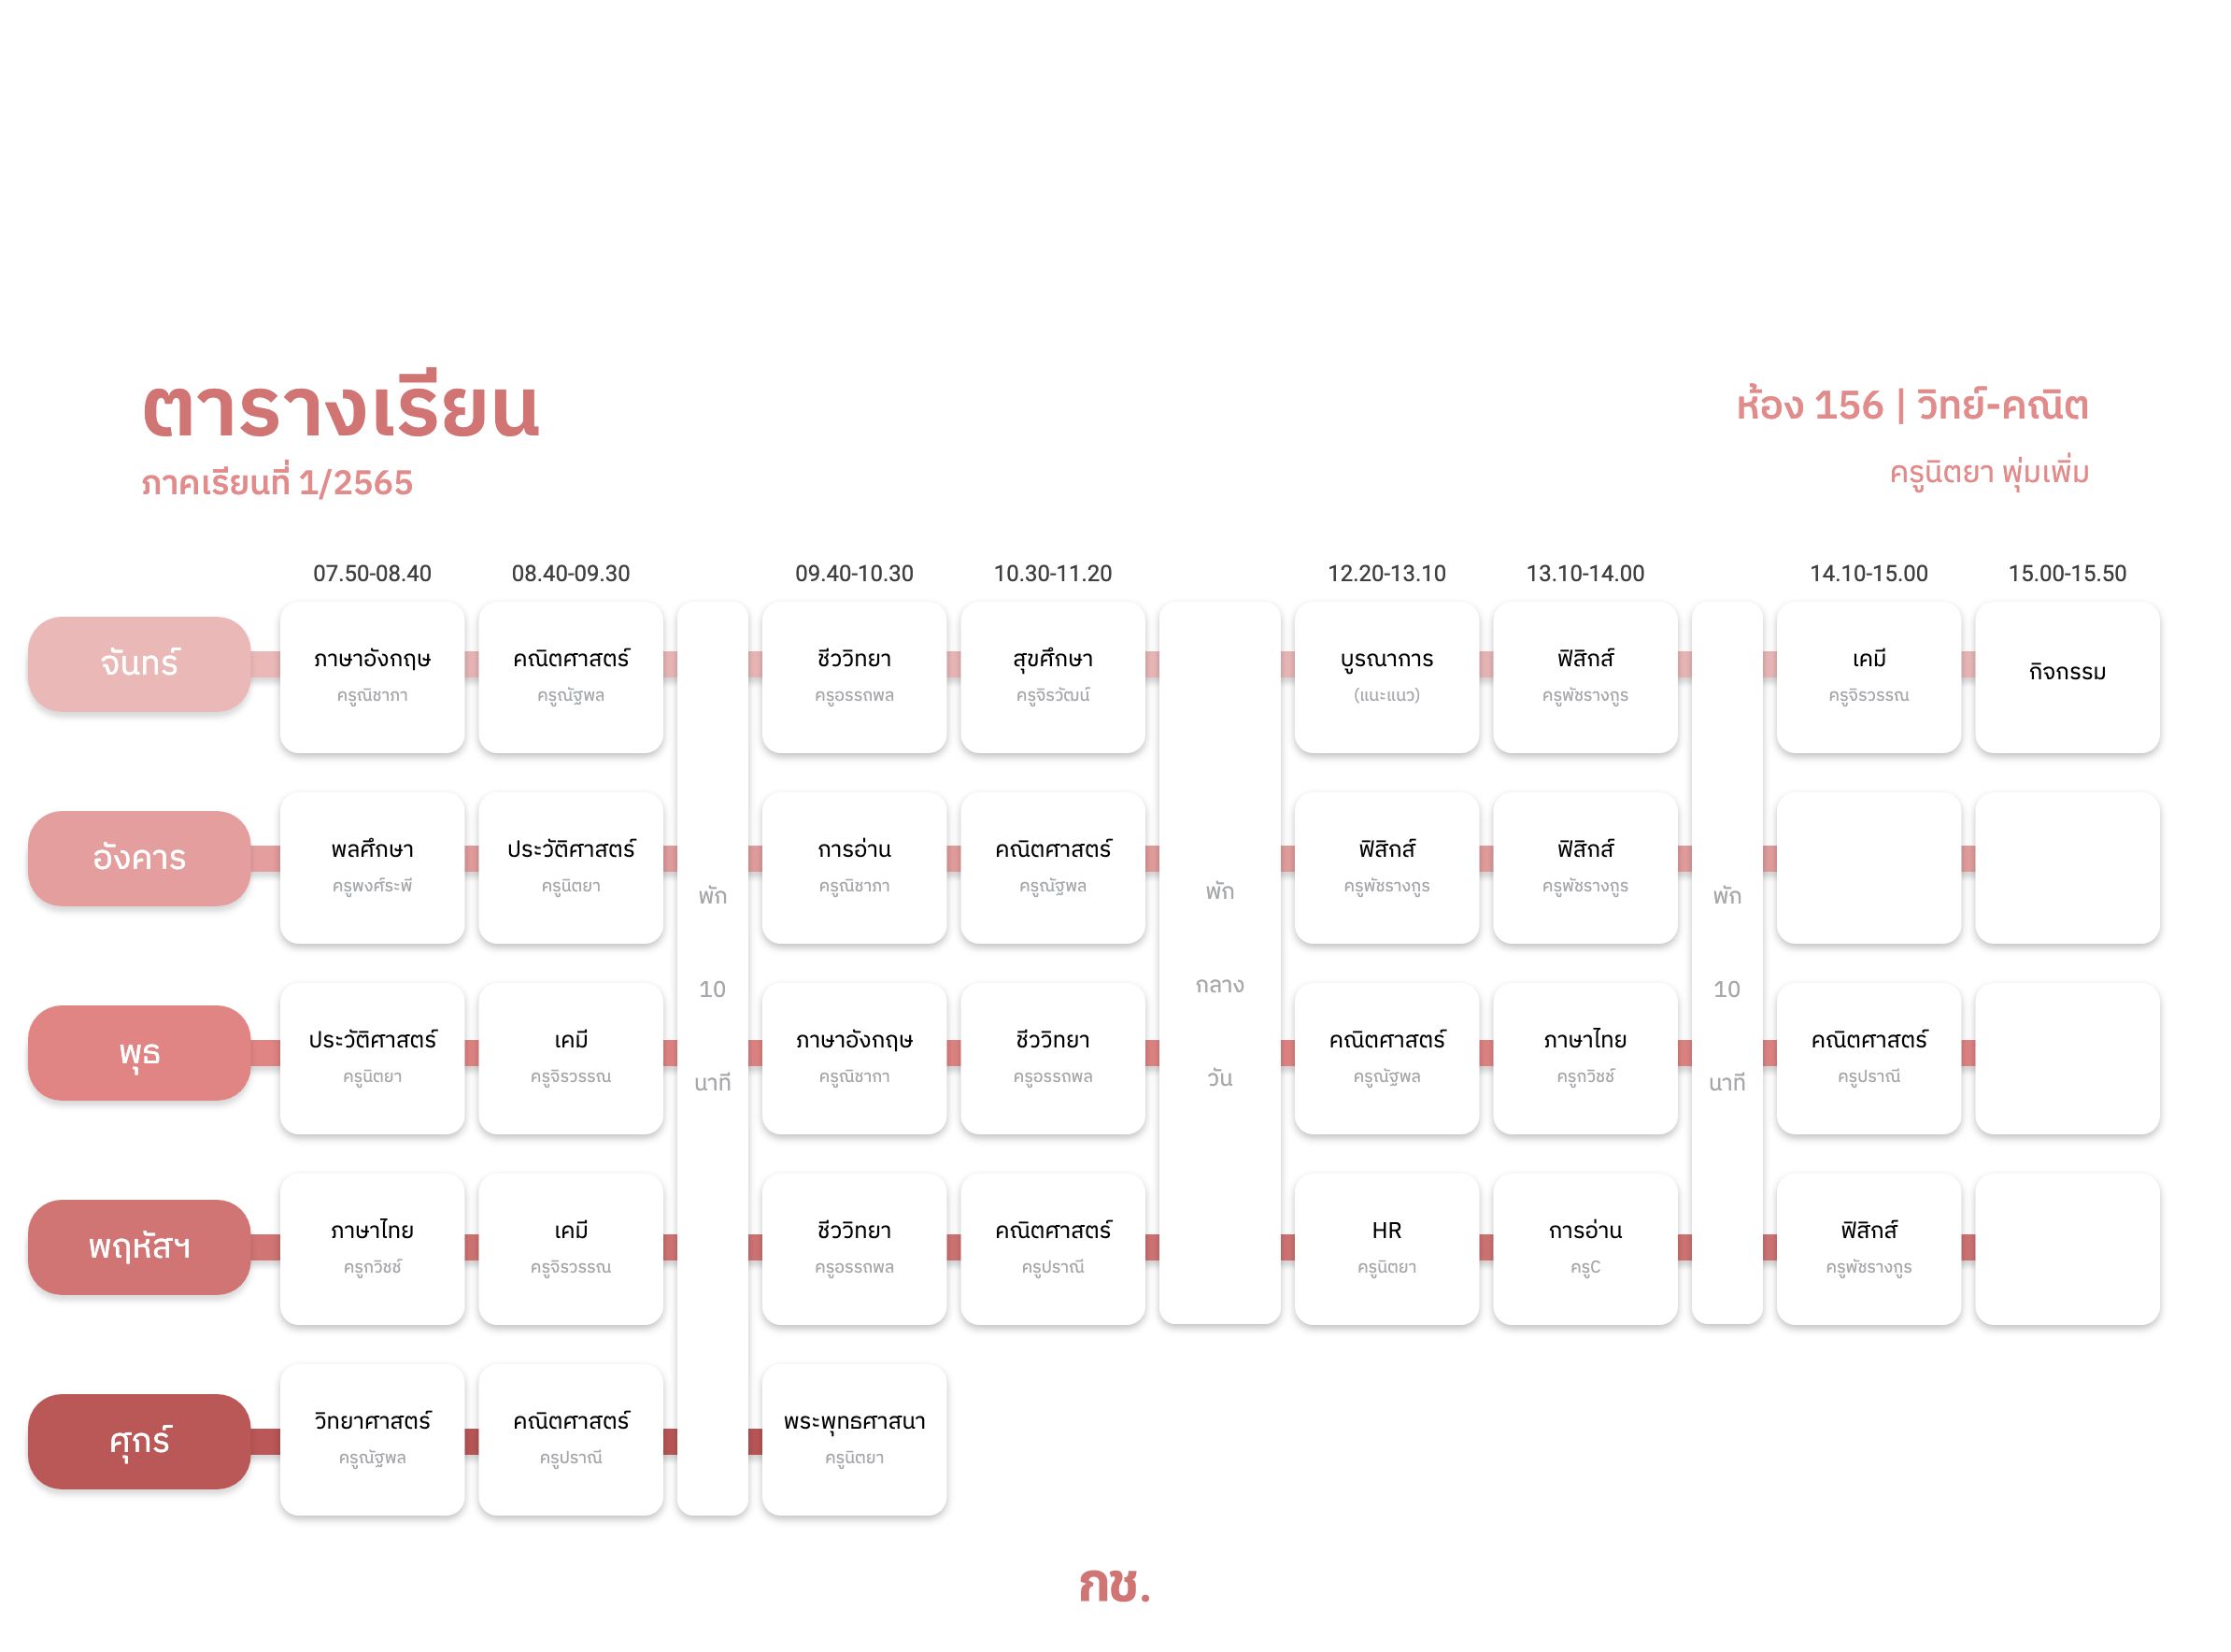 ตารางเรียน
ภาคเรียนที่ 1/2565
ห้อง 156 | วิทย์-คณิต
ครูนิตยา พุ่มเพิ่ม
07.50-08.40 08.40-09.30 09.40-10.30 10.30-11.20 12.20-13.10 13.10-14.00 14.10-15.00 15.00-15.50
จันทร์
ภาษาอังกฤษ คณิตศาสตร์ ชีววิทยา สุขศึกษา บูรณาการ ฟิสิกส์ เคมี กิจกรรม
ครูณิชาภา ครูณัฐพล ครูอรรถพล ครูจิรวัฒน์ (แนะแนว) ครูพัชรางกูร ครูจิรวรรณ
อังคาร
พลศึกษา ประวัติศาสตร์ การอ่าน คณิตศาสตร์ ฟิสิกส์ ฟิสิกส์
ครูพงศ์ระพี ครูนิตยา ครูณิชาภา ครูณัฐพล ครูพัชรางกูร ครูพัชรางกูร
พัก พัก พัก
10 กลาง 10
นาที วัน นาที
พุธ
ประวัติศาสตร์ เคมี ภาษาอังกฤษ ชีววิทยา คณิตศาสตร์ ภาษาไทย คณิตศาสตร์
ครูนิตยา ครูจิรวรรณ ครูณิชากา ครูอรรถพล ครูณัฐพล ครูกวิชช์ ครูปราณี
พฤหัสฯ
ภาษาไทย เคมี ชีววิทยา คณิตศาสตร์ HR การอ่าน ฟิสิกส์
ครูกวิชช์ ครูจิรวรรณ ครูอรรถพล ครูปราณี ครูนิตยา ครูC ครูพัชรางกูร
ศุกร์
วิทยาศาสตร์ คณิตศาสตร์ พระพุทธศาสนา
ครูณัฐพล ครูปราณี ครูนิตยา
กช.